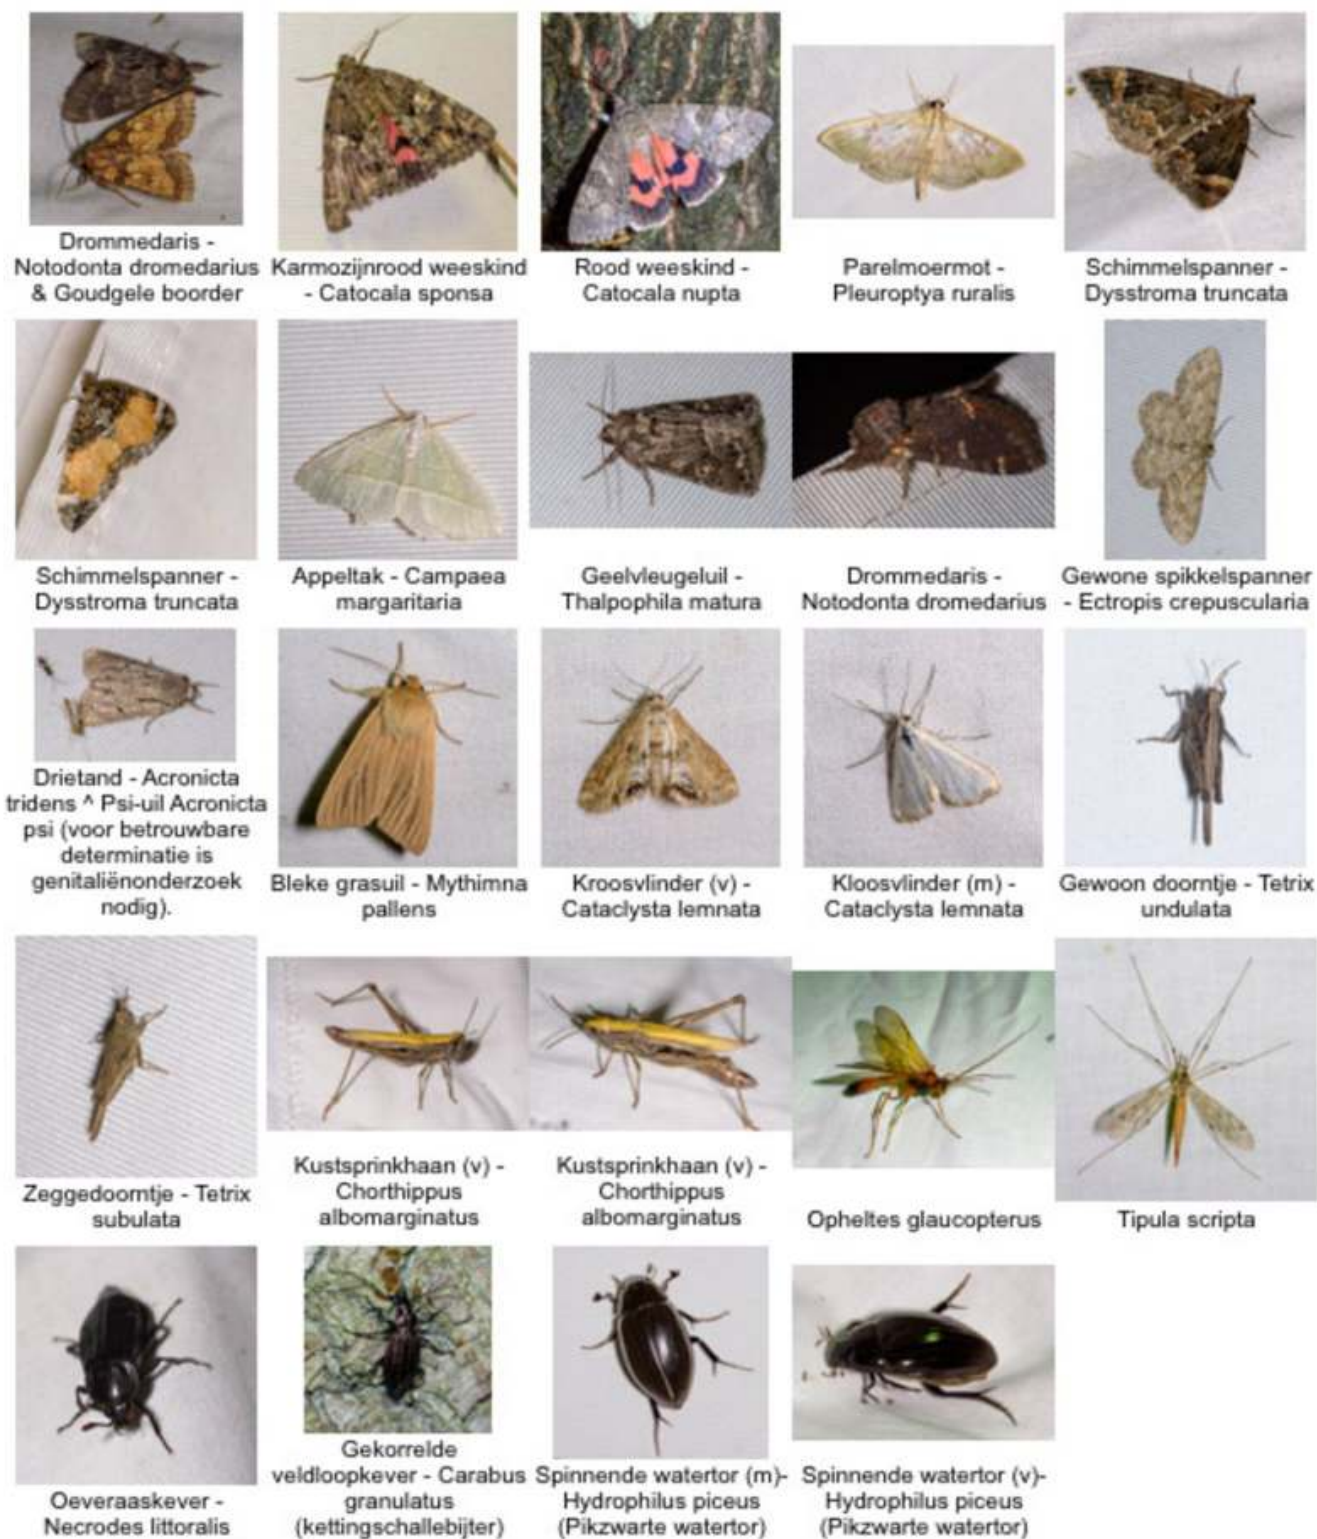 Drommedaris -
Notodonta dromedarius
& Goudgele boorder
Karmozijnrood weeskind
- Catocala sponsa
Rood weeskind -
Catocala nupta
Parelmoermot -
Pleuroptya ruralis
Schimmelspanner -
Dysstroma truncata
Schimmelspanner -
Dysstroma truncata
Appeltak - Campaea
margaritaria
Geelvleugeluil -
Thalpophila matura
Drommedaris -
Notodonta dromedarius
Gewone spikkelspanner
- Ectropis crepuscularia
Drietand - Acronicta
tridens ^ Psi-uil Acronicta
psi (voor betrouwbare
determinatie is
genitaliënonderzoek
nodig).
Bleke grasuil - Mythimna
pallens
Kroosvlinder (v) -
Cataclysta lemnata
Kloosvlinder (m) -
Cataclysta lemnata
Gewoon doorntje - Tetrix
undulata
Zeggedoorntje - Tetrix
subulata
Kustsprinkhaan (v) -
Chorthippus
albomarginatus
Kustsprinkhaan (v) -
Chorthippus
albomarginatus
Opheltes glaucopterus
Tipula scripta
Oeveraaskever -
Necrodes littoralis
Gekorrelde
veldloopkever - Carabus
granulatus
(kettingschallebijter)
Spinnende watertor (m)-
Hydrophilus piceus
(Pikzwarte watertor)
Spinnende watertor (v)-
Hydrophilus piceus
(Pikzwarte watertor)